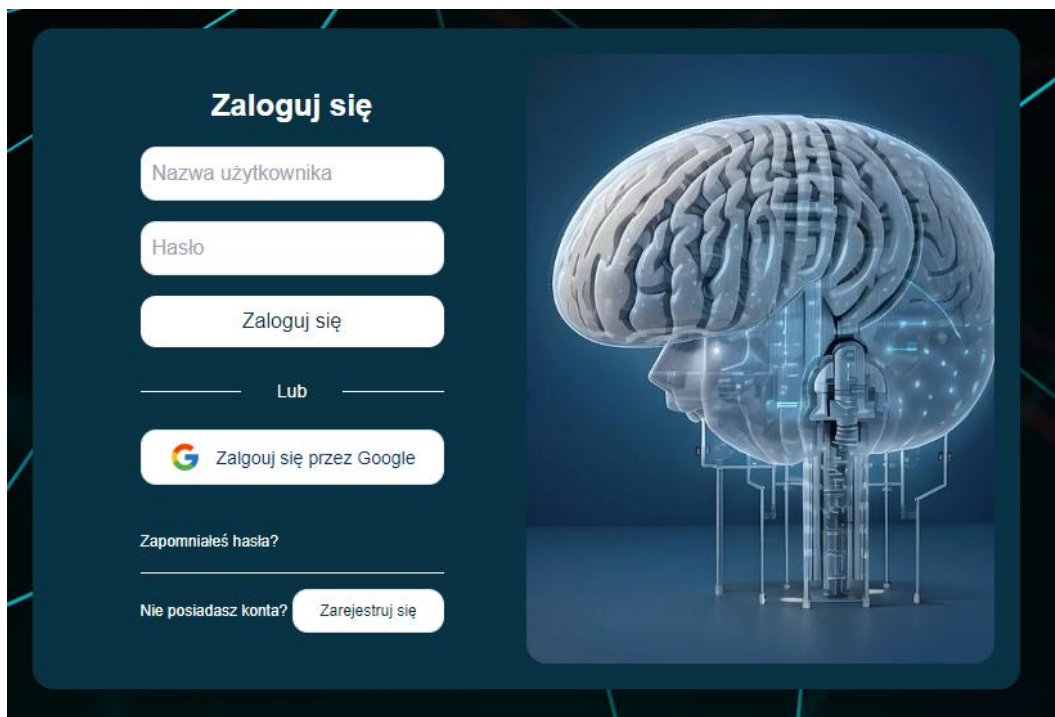 Zaloguj się
Nazwa użytkownika
Hasło
Zaloguj się
Lub
Zalgouj się przez Google
Zapomniałeś hasła?
Nie posiadasz konta? Zarejestruj się